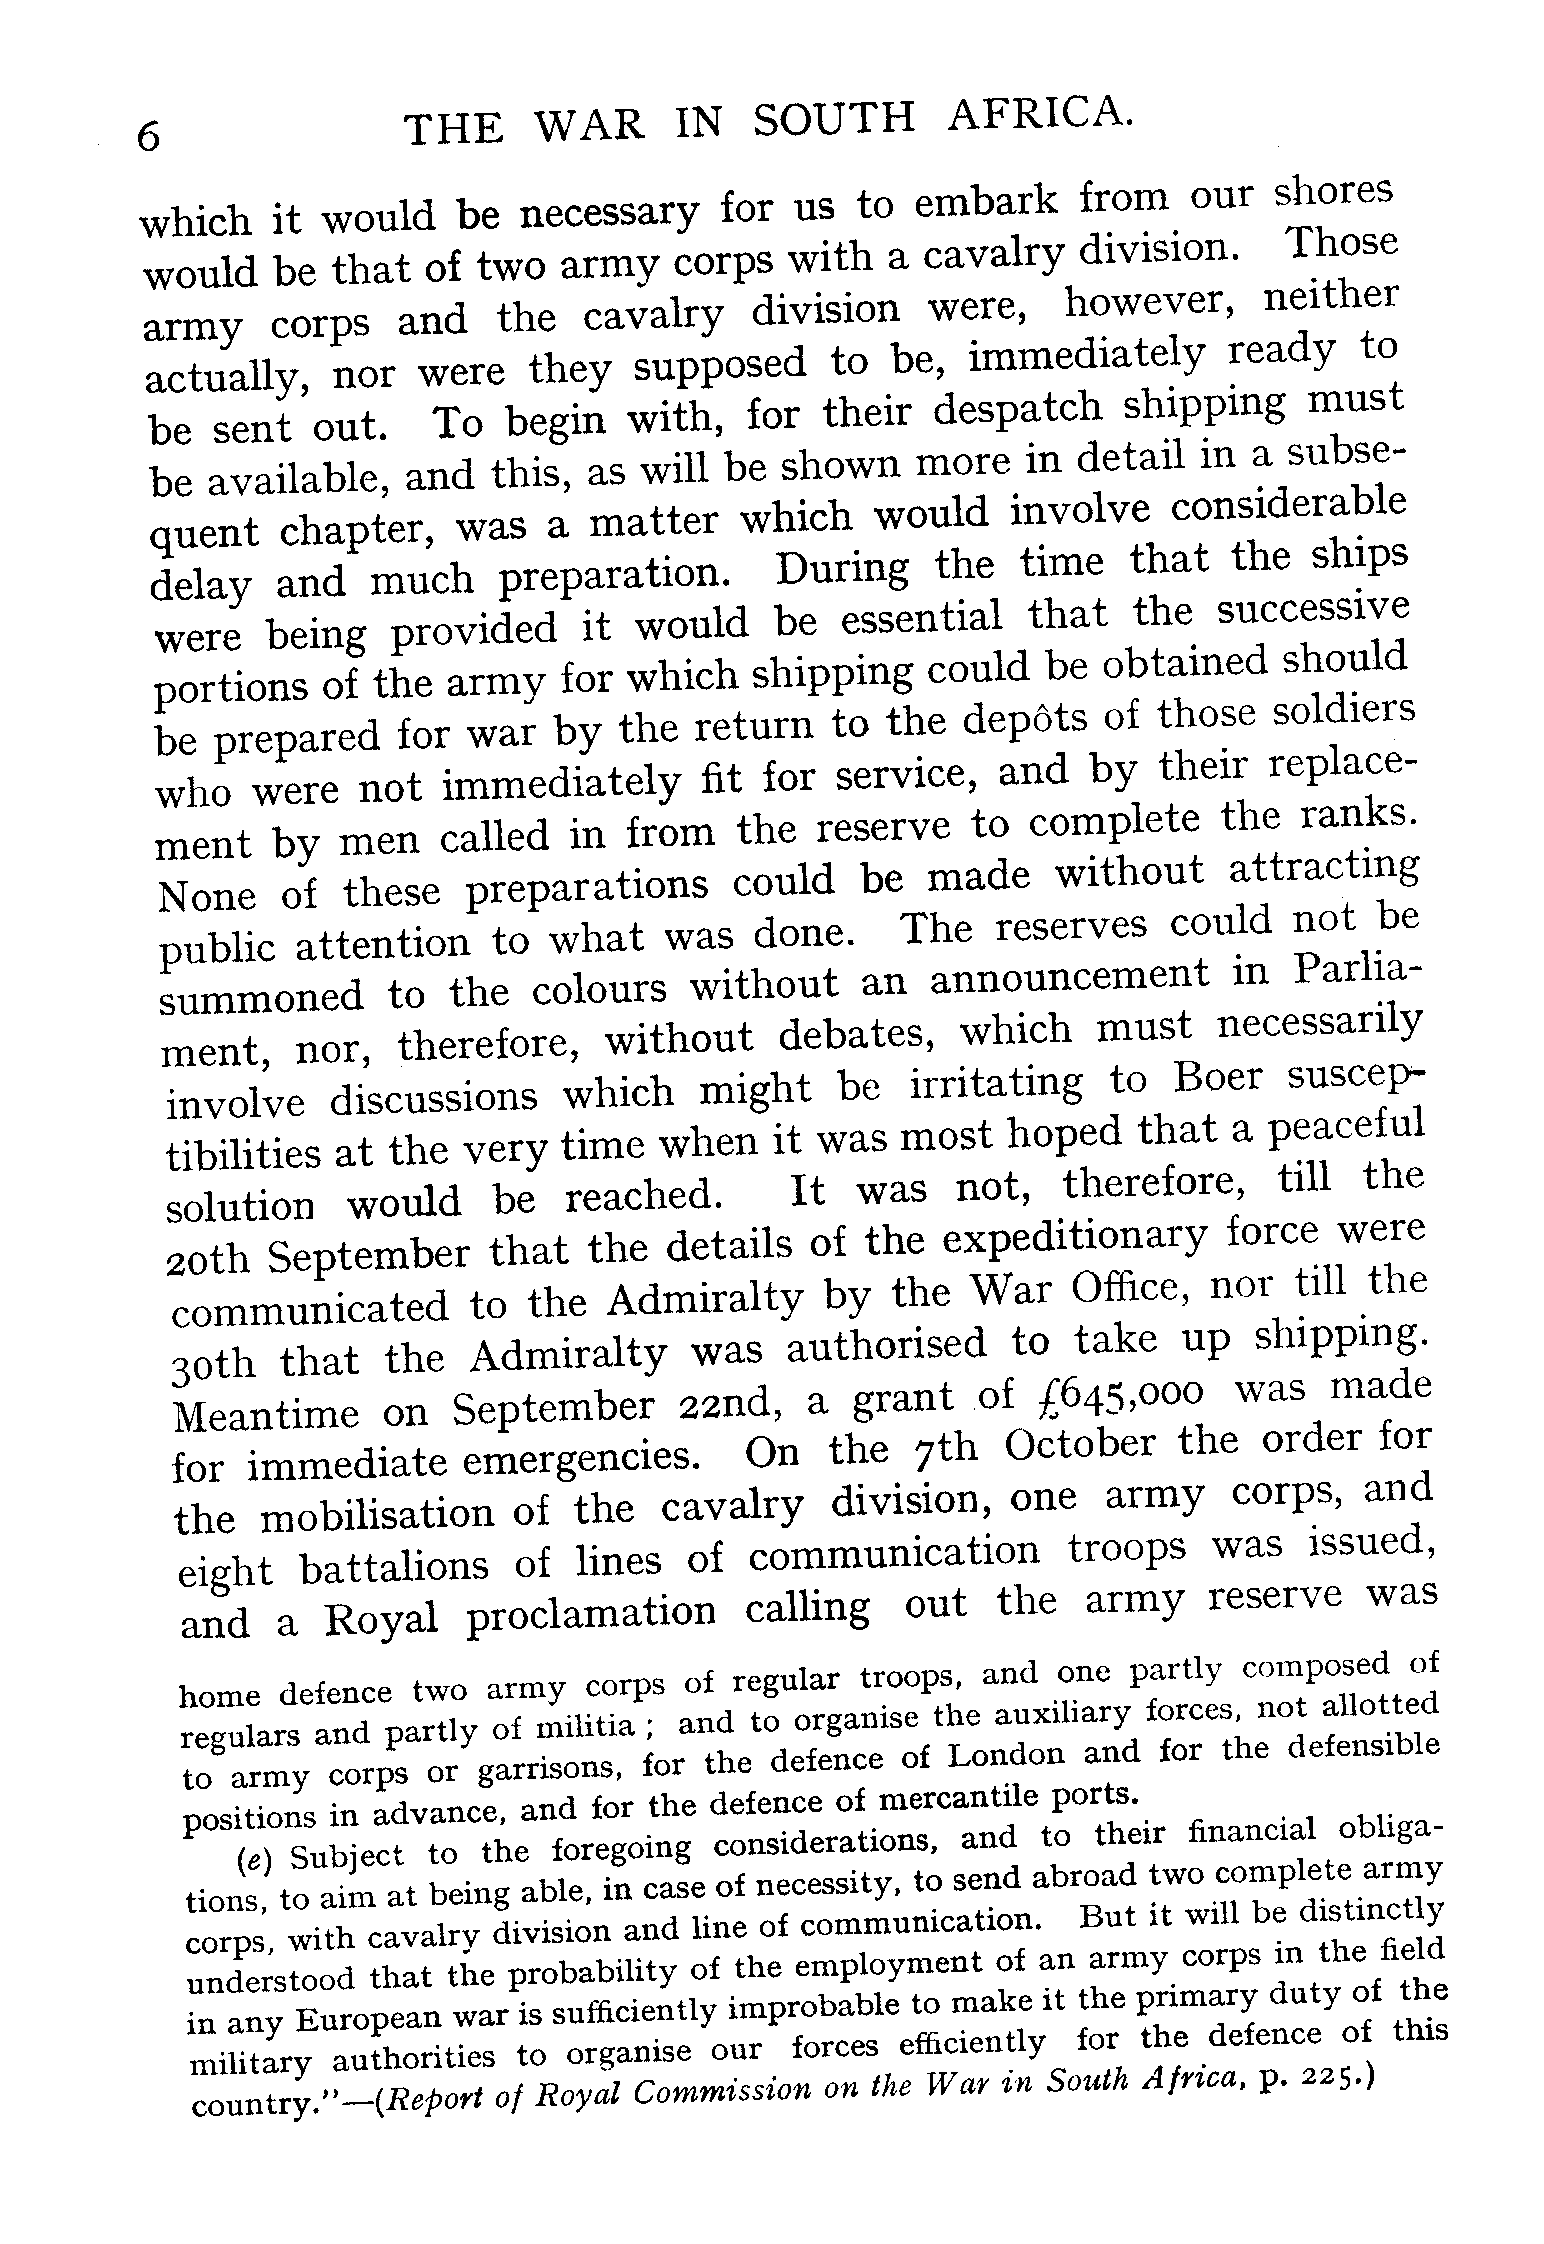 6 THE WAR IN SOUTH AFRICA.
which it would be necessary for us to embark from our shores
would be that of two army corps with a cavalry division. Those
army corps and the cavalry division were, however, neither
actually, nor were they supposed to be, immediately ready to
be sent out. To begin with, for their despatch shipping must
be available, and this, as will be shown more in detail in a subse-
quent chapter, was a matter which would involve considerable
delay and much preparation. During the time that the ships
were being provided it would be essential that the successive
portions of the army for which shipping could be obtained should
be prepared for war by the return to the depôts of those soldiers
who were not immediately fit for service, and by their replace-
ment by men called in from the reserve to complete the ranks.
None of these preparations could be made without attracting
public attention to what was done. The reserves could not be
summoned to the colours without an announcement in Parlia-
ment, nor, therefore, without debates, which must necessarily
involve discussions which might be irritating to Boer suscep-
tibilities at the very time when it was most hoped that a peaceful
solution would be reached. It was not, therefore, till the
20th September that the details of the expeditionary force were
communicated to the Admiralty by the War Office, nor till the
30th that the Admiralty was authorised to take up shipping.
Meantime on September 22nd, a grant of £645,000 was made
for immediate emergencies. On the 7th October the order for
the mobilisation of the cavalry division, one army corps, and
eight battalions of lines of communication troops was issued,
and a Royal proclamation calling out the army reserve was
home defence two army corps of regular troops, and one partly composed of
regulars and partly of militia ; and to organise the auxiliary forces, not allotted
to army corps or garrisons, for the defence of London and for the defensible
positions in advance, and for the defence of mercantile ports.
(e) Subject to the foregoing considerations, and to their financial obliga-
tions, to aim at being able, in case of necessity, to send abroad two complete army
corps, with cavalry division and line of communication. But it will be distinctly
understood that the probability of the employment of an army corps in the field
in any European war is sufficiently improbable to make it the primary duty of the
military authorities to organise our forces efficiently for the defence of this
country."—(Report of Royal Commission on the War in South Africa, p. 225.)